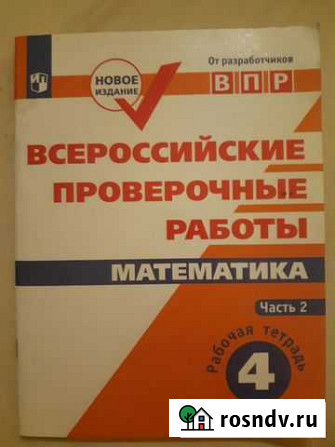 НОВОЕ
ИЗДАНИЕ
От разработчиков
ВПР
ВСЕРОССИЙСКИЕ
ПРОВЕРОЧНЫЕ
РАБОТЫ
МАТЕМАТИКА
Часть 2
Рабочая тетрадь
4
rosndv.ru